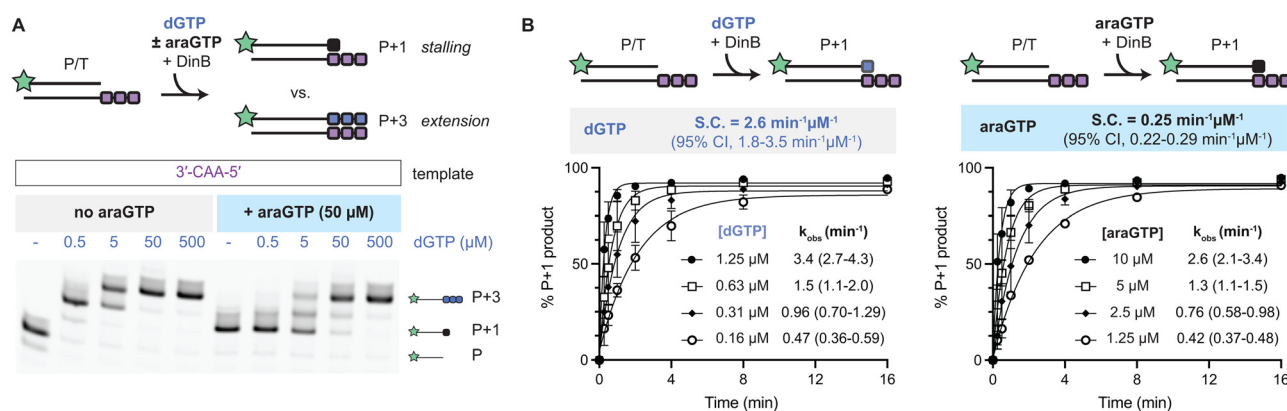 A
dGTP
± araGTP
+ DinB
P/T
P+1 stalling
vs.
P+3 extension
3′-CAA-5′ template
no araGTP + araGTP (50 µM)
- 0.5 5 50 500 - 0.5 5 50 500 dGTP (µM)
P+3
P+1
P
B
dGTP
P/T + DinB P+1
dGTP S.C. = 2.6 min⁻¹µM⁻¹
(95% CI, 1.8-3.5 min⁻¹µM⁻¹)
% P+1 product
100
50
0
[dGTP] kobs (min⁻¹)
1.25 µM 3.4 (2.7-4.3)
0.63 µM 1.5 (1.1-2.0)
0.31 µM 0.96 (0.70-1.29)
0.16 µM 0.47 (0.36-0.59)
0 4 8 12 16
Time (min)
araGTP
P/T + DinB P+1
araGTP S.C. = 0.25 min⁻¹µM⁻¹
(95% CI, 0.22-0.29 min⁻¹µM⁻¹)
% P+1 product
100
50
0
[araGTP] kobs (min⁻¹)
10 µM 2.6 (2.1-3.4)
5 µM 1.3 (1.1-1.5)
2.5 µM 0.76 (0.58-0.98)
1.25 µM 0.42 (0.37-0.48)
0 4 8 12 16
Time (min)